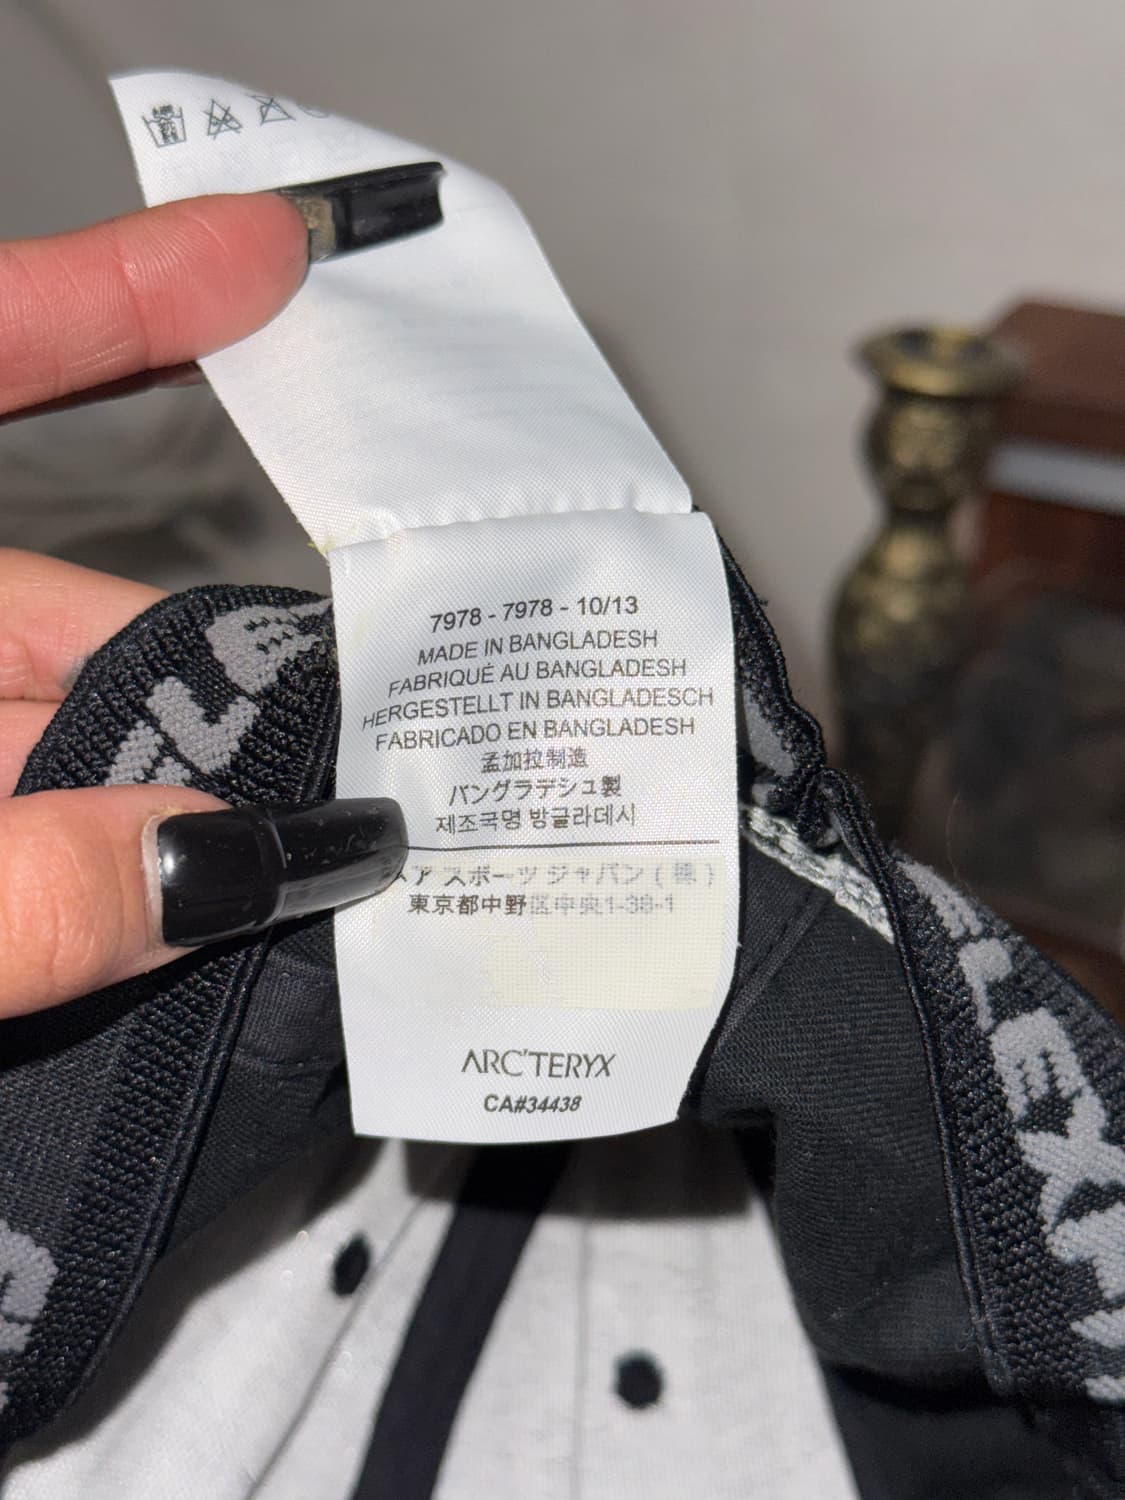 7978 - 7978 - 10/13
MADE IN BANGLADESH
FABRIQUÉ AU BANGLADESH
HERGESTELLT IN BANGLADESCH
FABRICADO EN BANGLADESH
孟加拉制造
バングラデシュ製
제조국명 방글라데시
スポーツ ジャパン (株)
東京都中野区中央1-38-1
ARC'TERYX
CA#34438